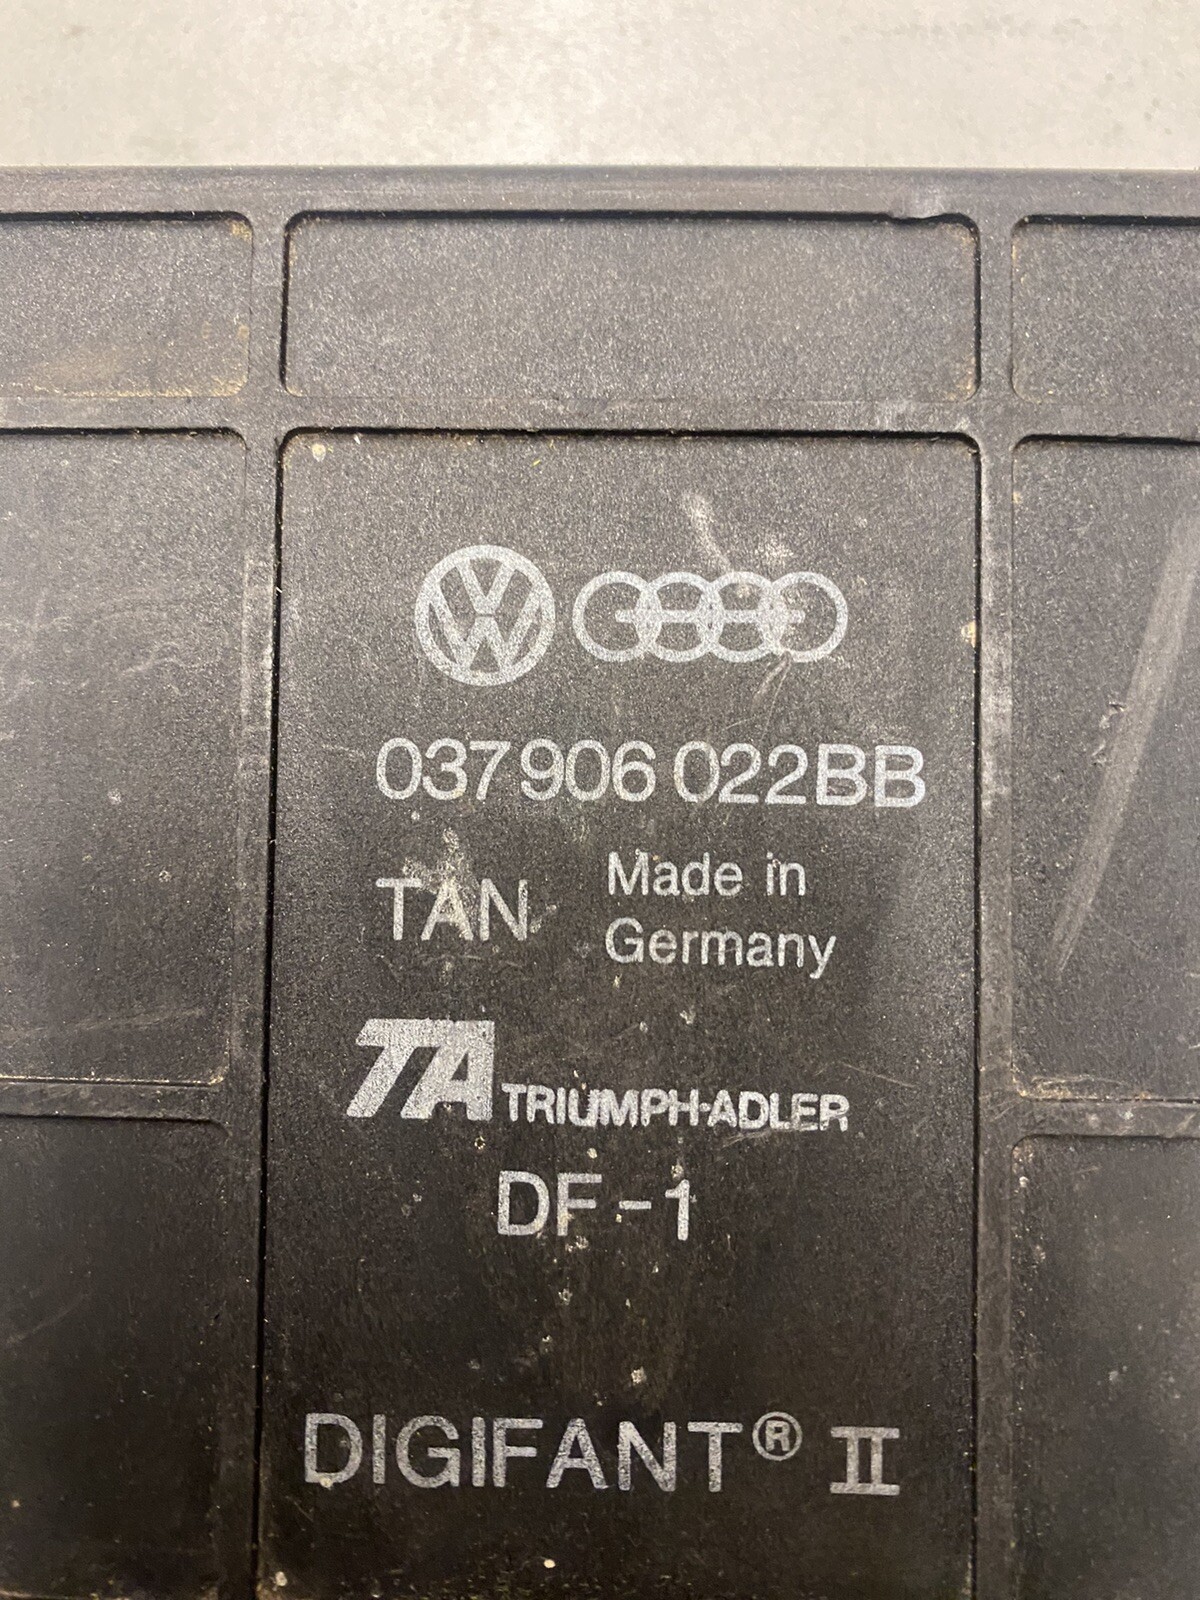 037 906 022BB
TAN
Made in
Germany
TA TRIUMPH-ADLER
DF-1
DIGIFANT® II